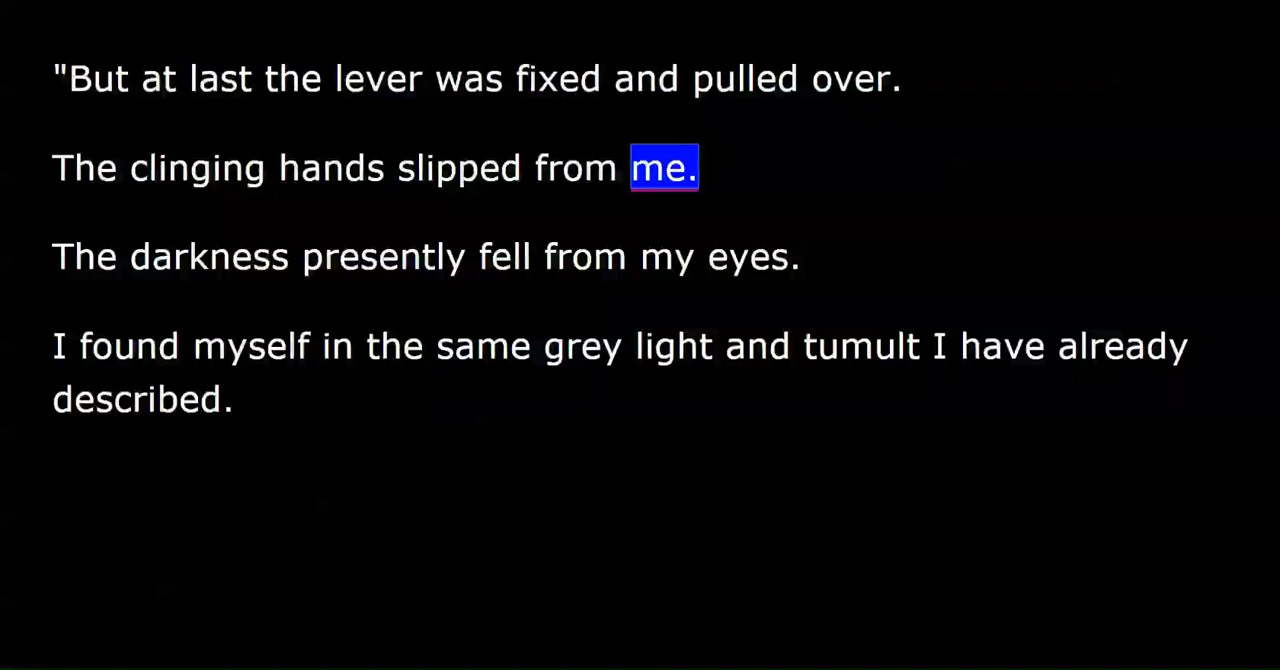 "But at last the lever was fixed and pulled over.
The clinging hands slipped from me.
The darkness presently fell from my eyes.
I found myself in the same grey light and tumult I have already
described.